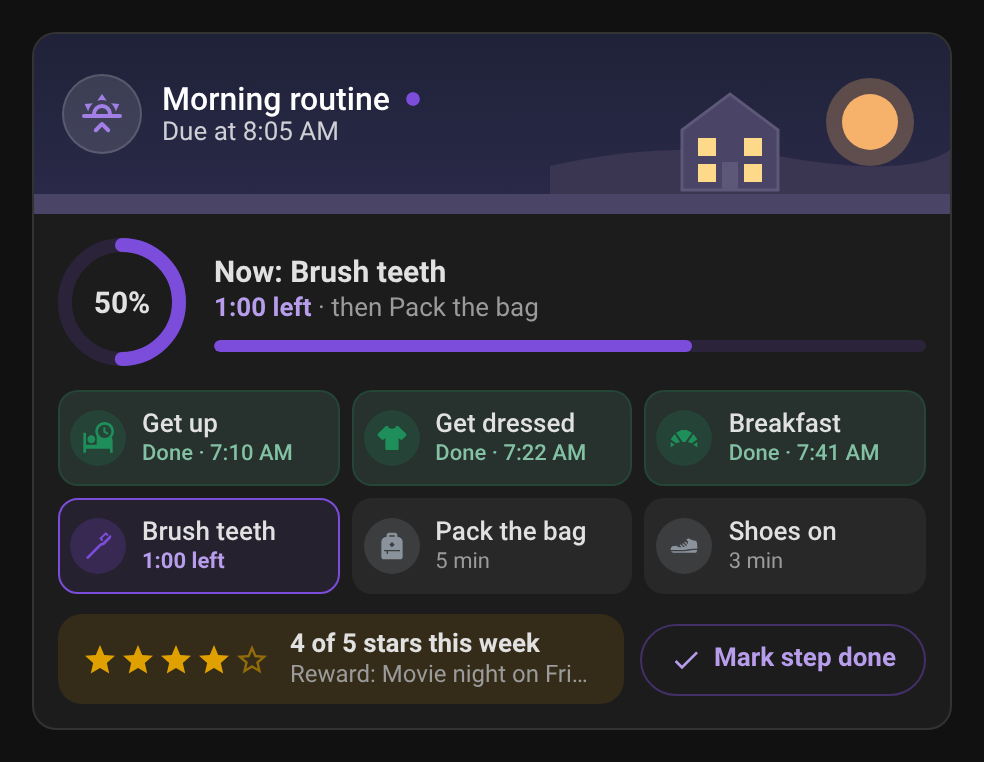 Morning routine
Due at 8:05 AM
50%
Now: Brush teeth
1:00 left · then Pack the bag
Get up
Done · 7:10 AM
Get dressed
Done · 7:22 AM
Breakfast
Done · 7:41 AM
Brush teeth
1:00 left
Pack the bag
5 min
Shoes on
3 min
4 of 5 stars this week
Reward: Movie night on Fri...
Mark step done